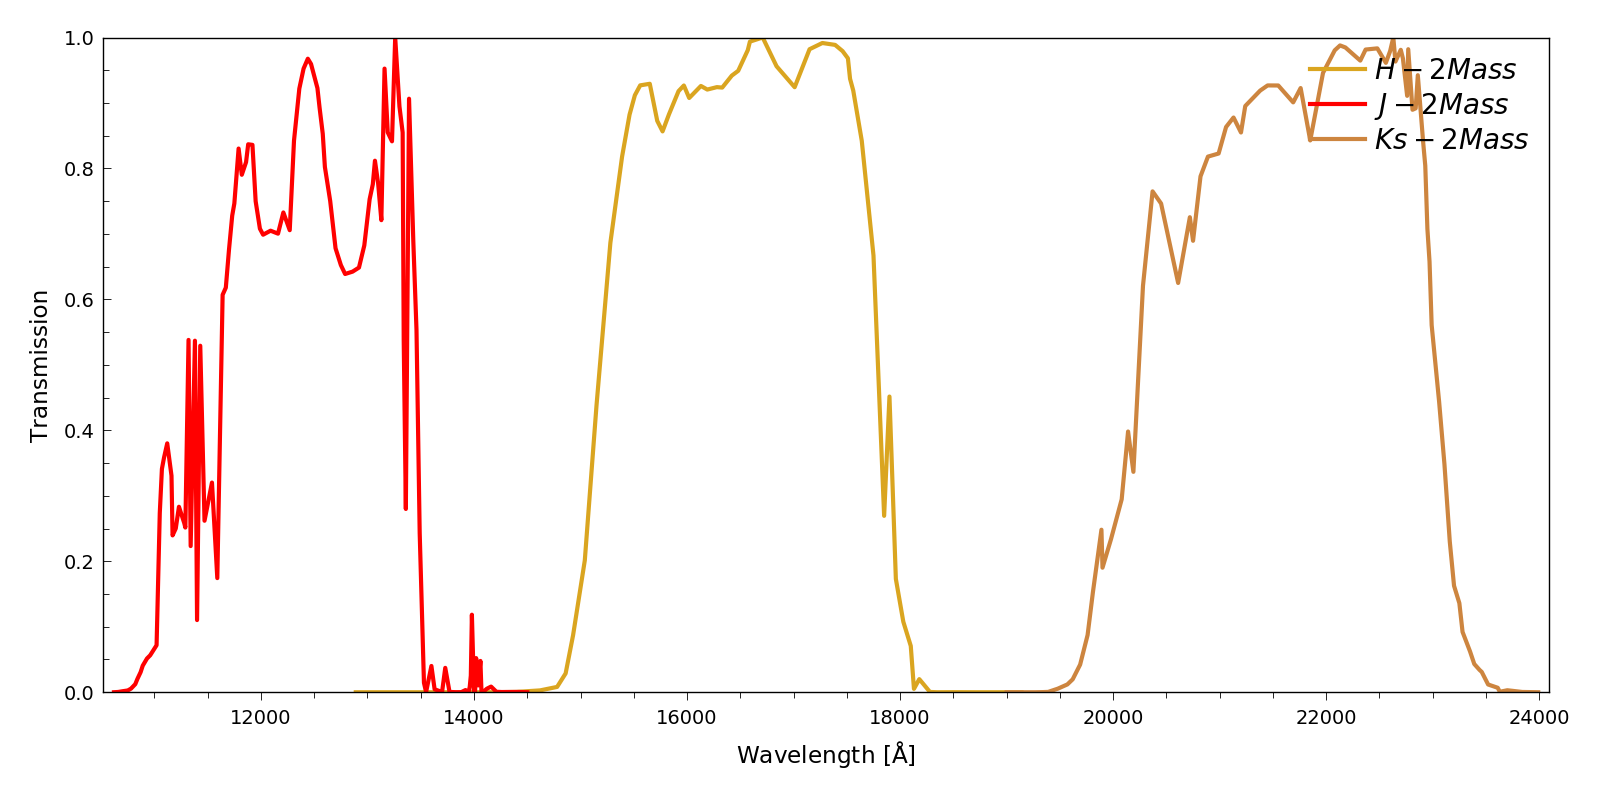 1.0
0.8
0.6
0.4
0.2
0.0
Transmission
H − 2Mass
J − 2Mass
Ks − 2Mass
12000 14000 16000 18000 20000 22000 24000
Wavelength [Å]